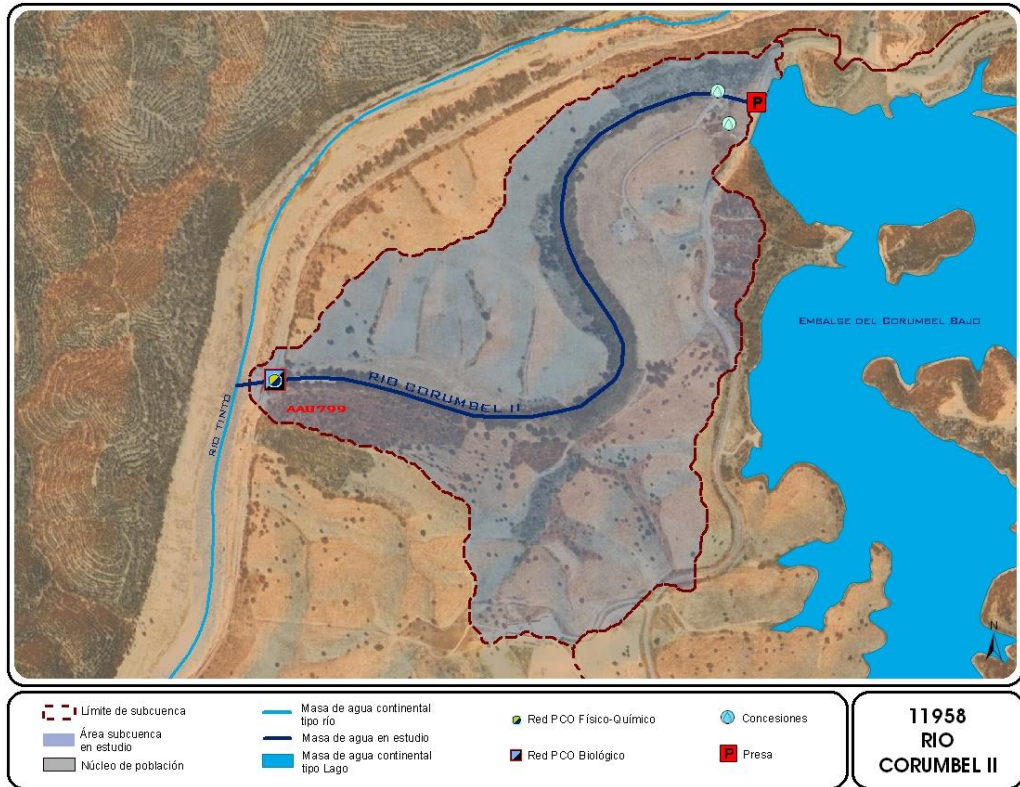 P
EMBALSE DEL CORUMBEL BAJO
RIO CORUMBEL II
AA0799
RIO TINTO
N
Límite de subcuenca
Área subcuenca
en estudio
Núcleo de población
Masa de agua continental
tipo río
Masa de agua en estudio
Masa de agua continental
tipo Lago
Red PCO Físico-Químico
Red PCO Biológico
Concesiones
P Presa
11958
RIO
CORUMBEL II